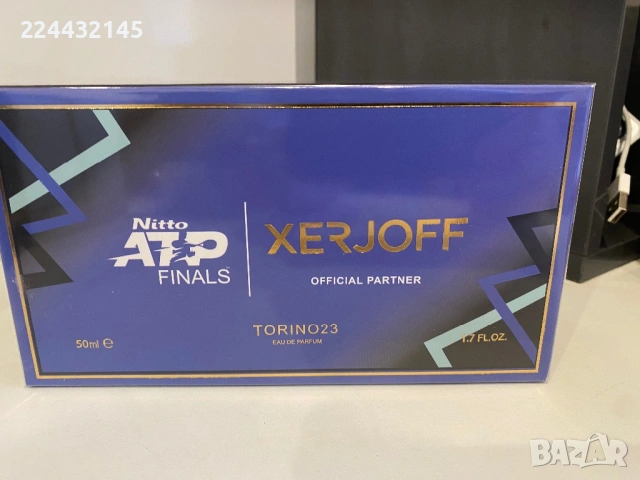 224432145
Nitto
ATP
FINALS
XERJOFF
OFFICIAL PARTNER
TORINO23
EAU DE PARFUM
50ml e
1.7 FL.OZ.
BAZAR